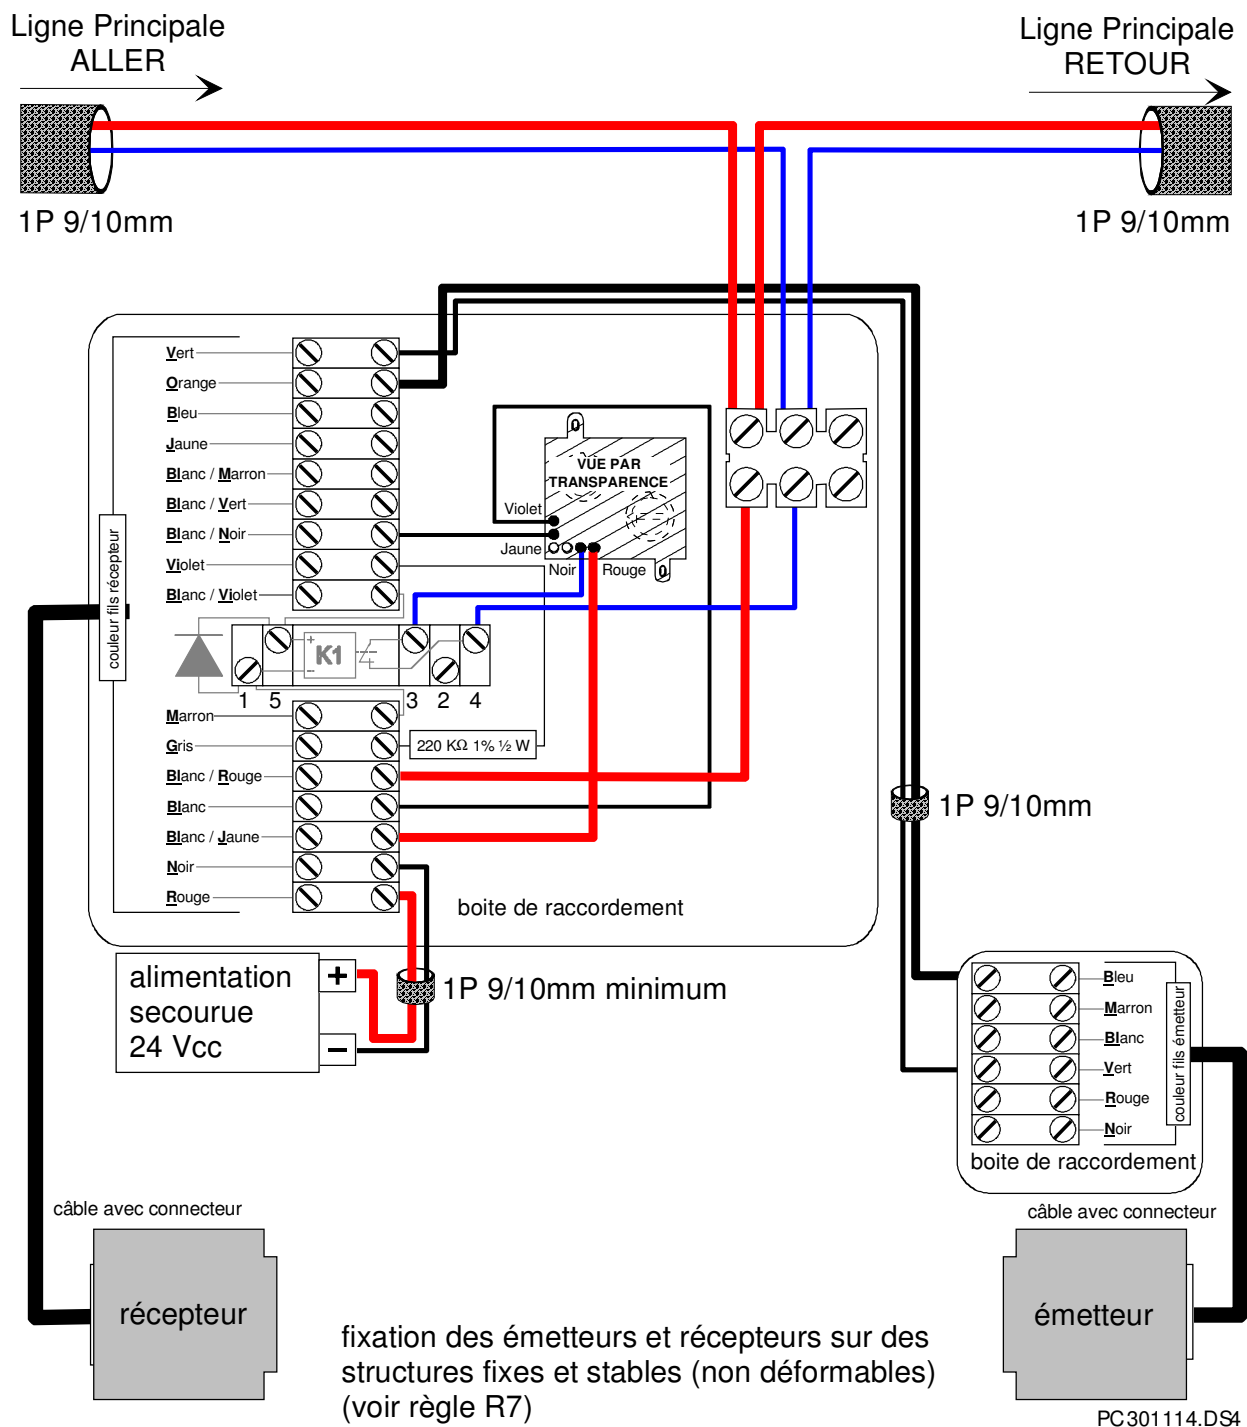 Ligne Principale
ALLER
Ligne Principale
RETOUR
1P 9/10mm
1P 9/10mm
Vert
Orange
Bleu
Jaune
Blanc / Marron
Blanc / Vert
Blanc / Noir
Violet
Blanc / Violet
couleur fils récepteur
VUE PAR
TRANSPARENCE
Violet
Jaune
Noir
Rouge
+
K1
−
1
5
3
2
4
Marron
Gris
220 KΩ 1% ½ W
Blanc / Rouge
Blanc
Blanc / Jaune
Noir
Rouge
boite de raccordement
1P 9/10mm
alimentation
secourue
24 Vcc
+
−
1P 9/10mm minimum
Bleu
Marron
Blanc
Vert
Rouge
Noir
couleur fils émetteur
boite de raccordement
câble avec connecteur
récepteur
câble avec connecteur
émetteur
fixation des émetteurs et récepteurs sur des
structures fixes et stables (non déformables)
(voir règle R7)
PC301114.DS4